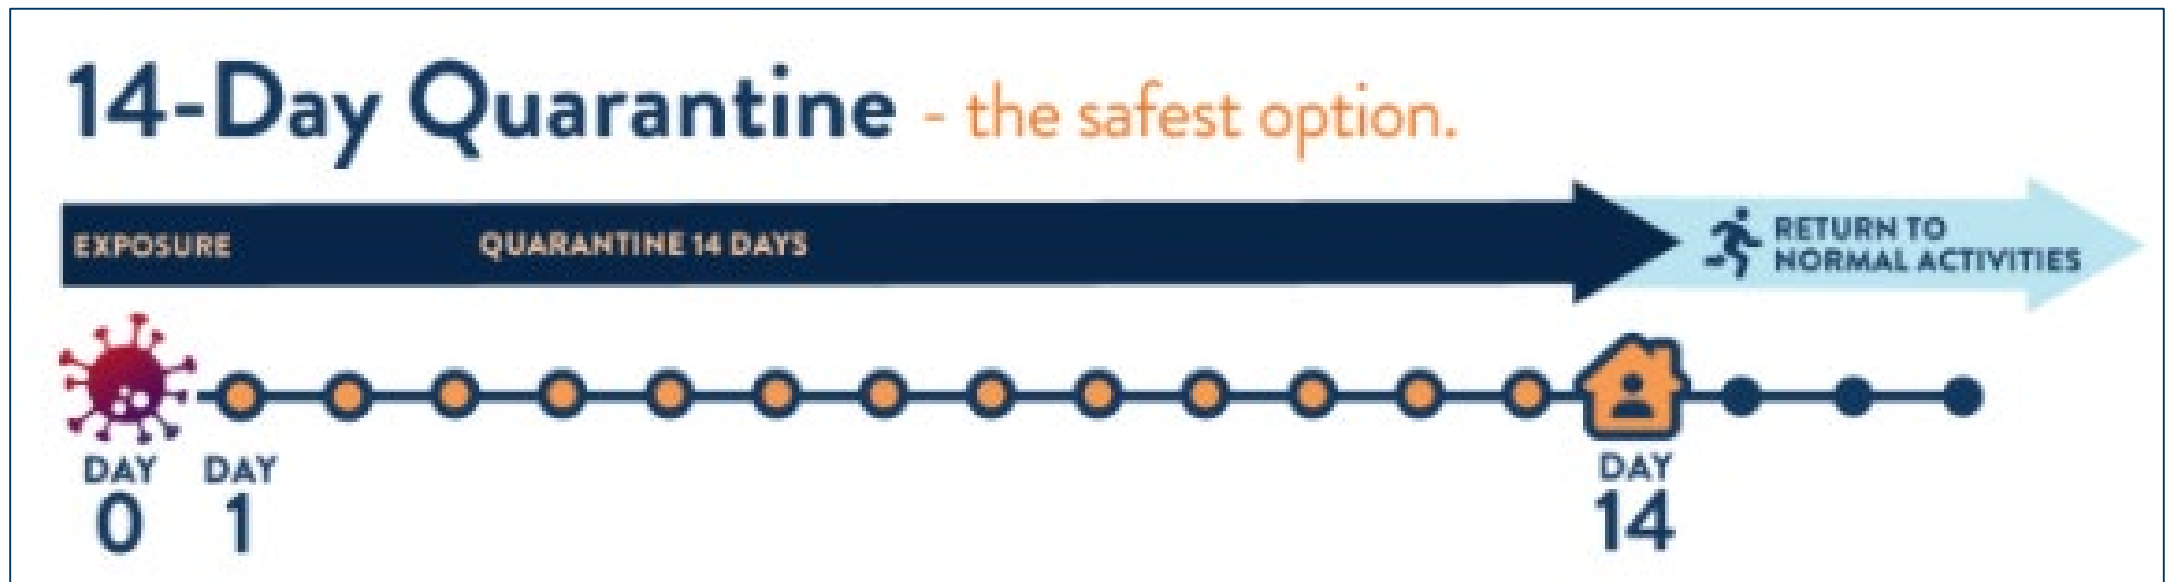 14-Day Quarantine - the safest option.
EXPOSURE QUARANTINE 14 DAYS
RETURN TO
NORMAL ACTIVITIES
DAY DAY DAY
0 1 14